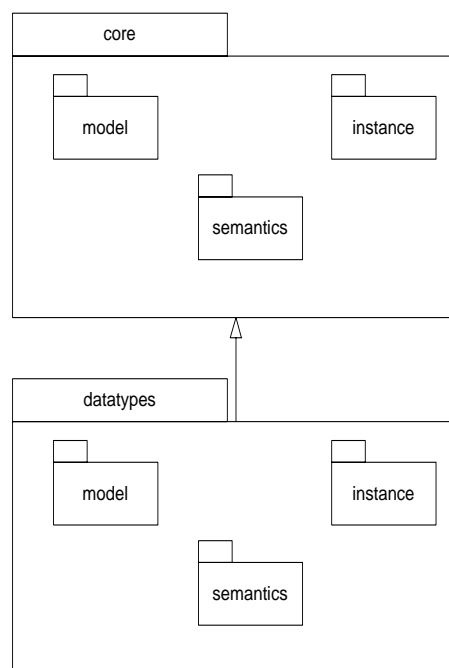 core
model
instance
semantics
datatypes
model
instance
semantics